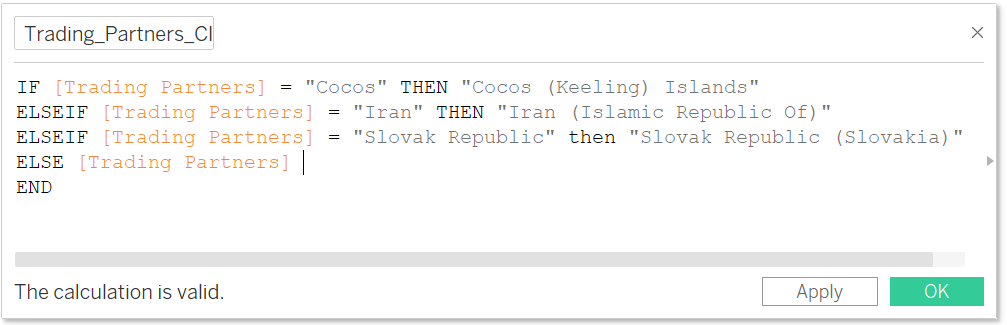 Trading_Partners_Cl
IF [Trading Partners] = "Cocos" THEN "Cocos (Keeling) Islands"
ELSEIF [Trading Partners] = "Iran" THEN "Iran (Islamic Republic Of)"
ELSEIF [Trading Partners] = "Slovak Republic" then "Slovak Republic (Slovakia)"
ELSE [Trading Partners]
END
The calculation is valid.
Apply
OK